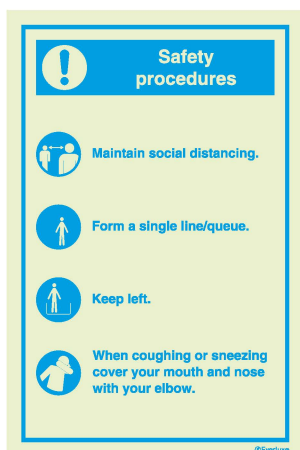 Safety
procedures
Maintain social distancing.
Form a single line/queue.
Keep left.
When coughing or sneezing
cover your mouth and nose
with your elbow.